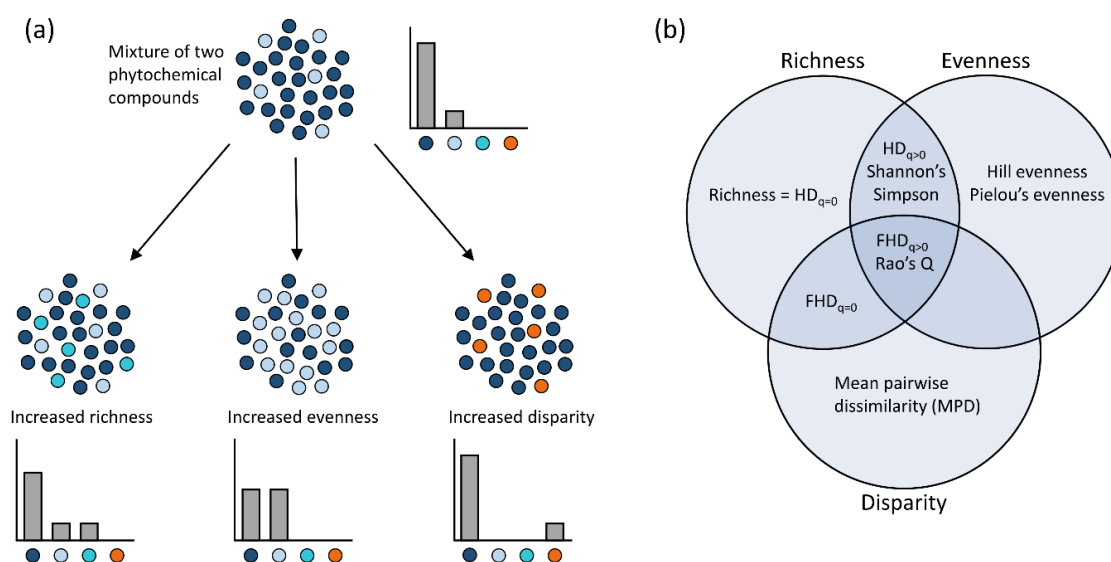 (a)
Mixture of two
phytochemical
compounds
Increased richness
Increased evenness
Increased disparity
(b)
Richness
Evenness
Richness = HDq=0
HDq>0
Shannon's
Simpson
Hill evenness
Pielou's evenness
FHDq>0
Rao's Q
FHDq=0
Mean pairwise
dissimilarity (MPD)
Disparity